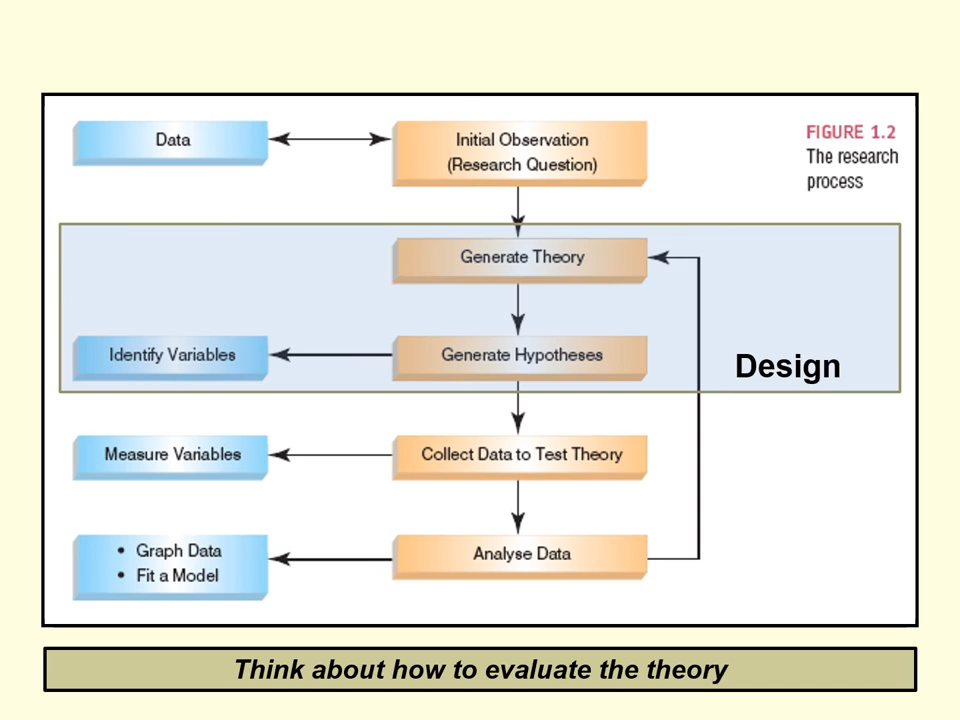 Data
Initial Observation
(Research Question)
FIGURE 1.2
The research
process
Generate Theory
Identify Variables
Generate Hypotheses
Design
Measure Variables
Collect Data to Test Theory
• Graph Data
• Fit a Model
Analyse Data
Think about how to evaluate the theory